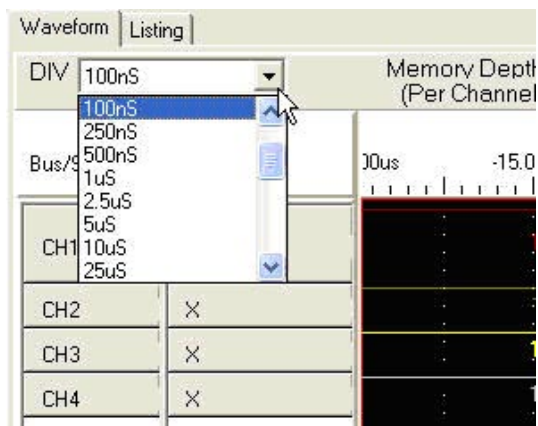 Waveform Listing
DIV 100nS Memory Depth
(Per Channel
100nS
250nS
500nS
1uS
2.5uS
5uS
10uS
25uS
Bus/S
00us -15.0
CH1
CH2 X
CH3 X
CH4 X